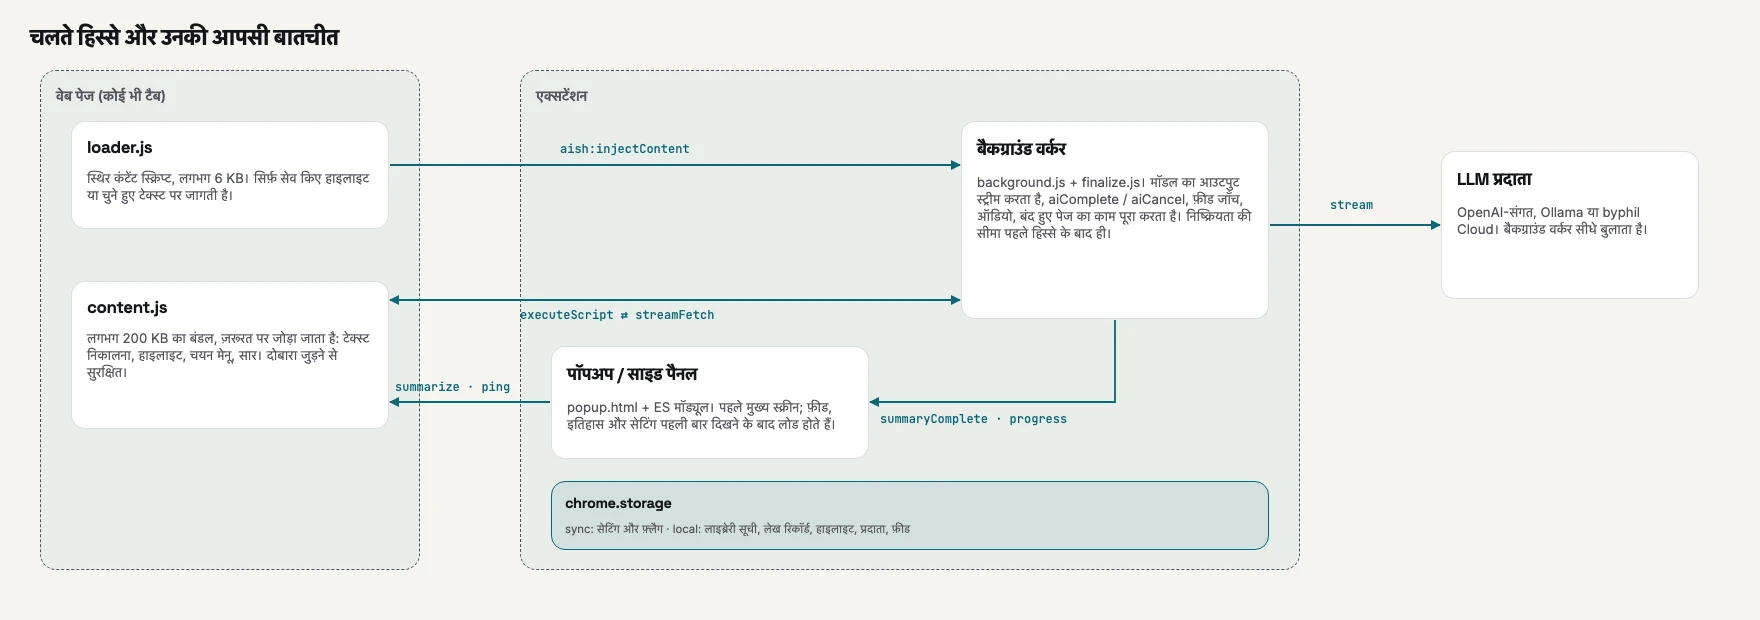 चलते हिस्से और उनकी आपसी बातचीत
वेब पेज (कोई भी टैब)
loader.js
स्थिर कंटेंट स्क्रिप्ट, लगभग 6 KB। सिर्फ़ सेव किए हाइलाइट
या चुने हुए टेक्स्ट पर जागती है।
content.js
लगभग 200 KB का बंडल, ज़रूरत पर जोड़ा जाता है: टेक्स्ट
निकालना, हाइलाइट, चयन मेनू, सार। दोबारा जुड़ने से
सुरक्षित।
aish:injectContent
executeScript ⇄ streamFetch
summarize · ping
एक्सटेंशन
बैकग्राउंड वर्कर
background.js + finalize.js। मॉडल का आउटपुट
स्ट्रीम करता है, aiComplete / aiCancel, फ़ीड जाँच,
ऑडियो, बंद हुए पेज का काम पूरा करता है। निष्क्रियता की
सीमा पहले हिस्से के बाद ही।
पॉपअप / साइड पैनल
popup.html + ES मॉड्यूल। पहले मुख्य स्क्रीन; फ़ीड,
इतिहास और सेटिंग पहली बार दिखने के बाद लोड होते हैं।
summaryComplete · progress
chrome.storage
sync: सेटिंग और फ़्लैग · local: लाइब्रेरी सूची, लेख रिकॉर्ड, हाइलाइट, प्रदाता, फ़ीड
stream
LLM प्रदाता
OpenAI-संगत, Ollama या byphil
Cloud। बैकग्राउंड वर्कर सीधे बुलाता है।